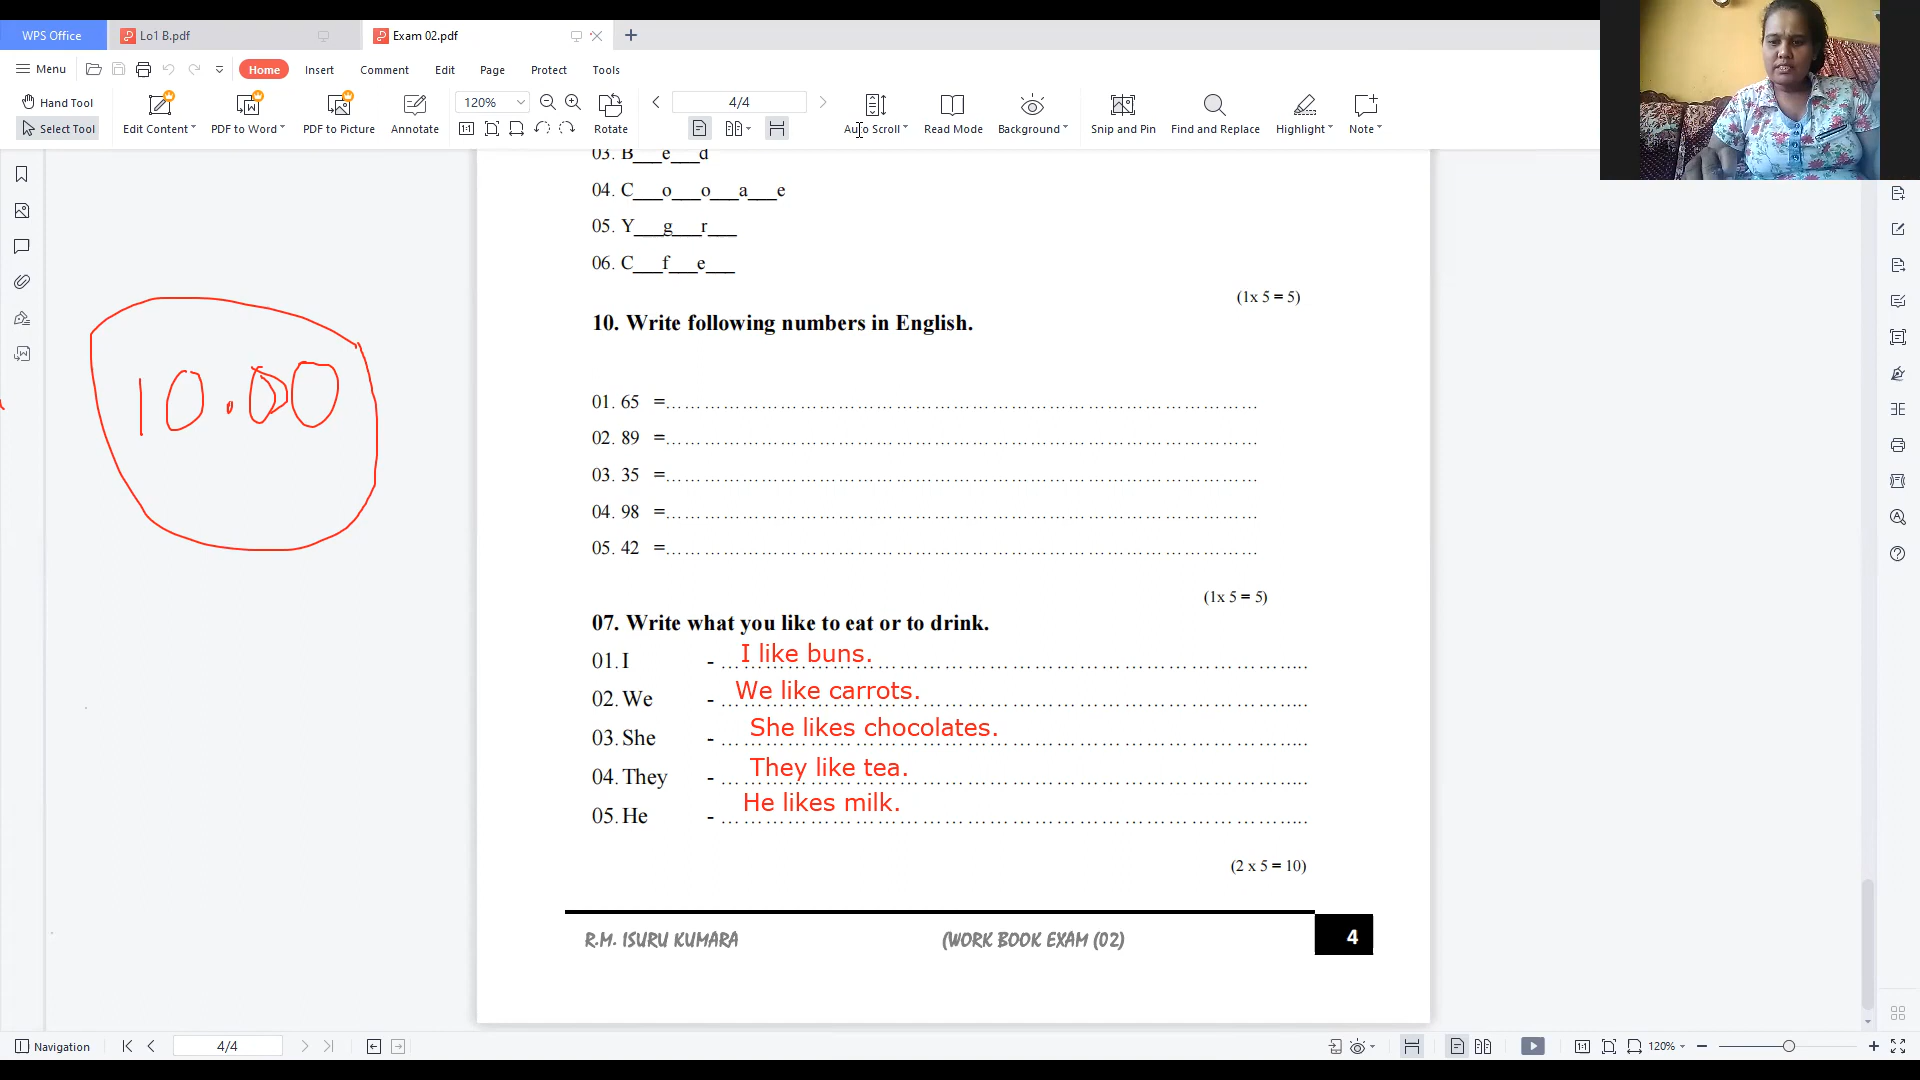 WPS Office Lo1 B.pdf Exam 02.pdf
Menu Home Insert Comment Edit Page Protect Tools
Hand Tool 120% 4/4
Select Tool Edit Content PDF to Word PDF to Picture Annotate Rotate Auto Scroll Read Mode Background Snip and Pin Find and Replace Highlight Note
03. B___e___d
04. C___o___o___a___e
05. Y___g___r___
06. C___f___e___
(1x 5 = 5)
10. Write following numbers in English.
10.00
01. 65 =……………………………………………………………
02. 89 =……………………………………………………………
03. 35 =……………………………………………………………
04. 98 =……………………………………………………………
05. 42 =……………………………………………………………
(1x 5 = 5)
07. Write what you like to eat or to drink.
01. I - I like buns.
02. We - We like carrots.
03. She - She likes chocolates.
04. They - They like tea.
05. He - He likes milk.
(2 x 5 = 10)
R.M. ISURU KUMARA (WORK BOOK EXAM (02) 4
Navigation 4/4 120%